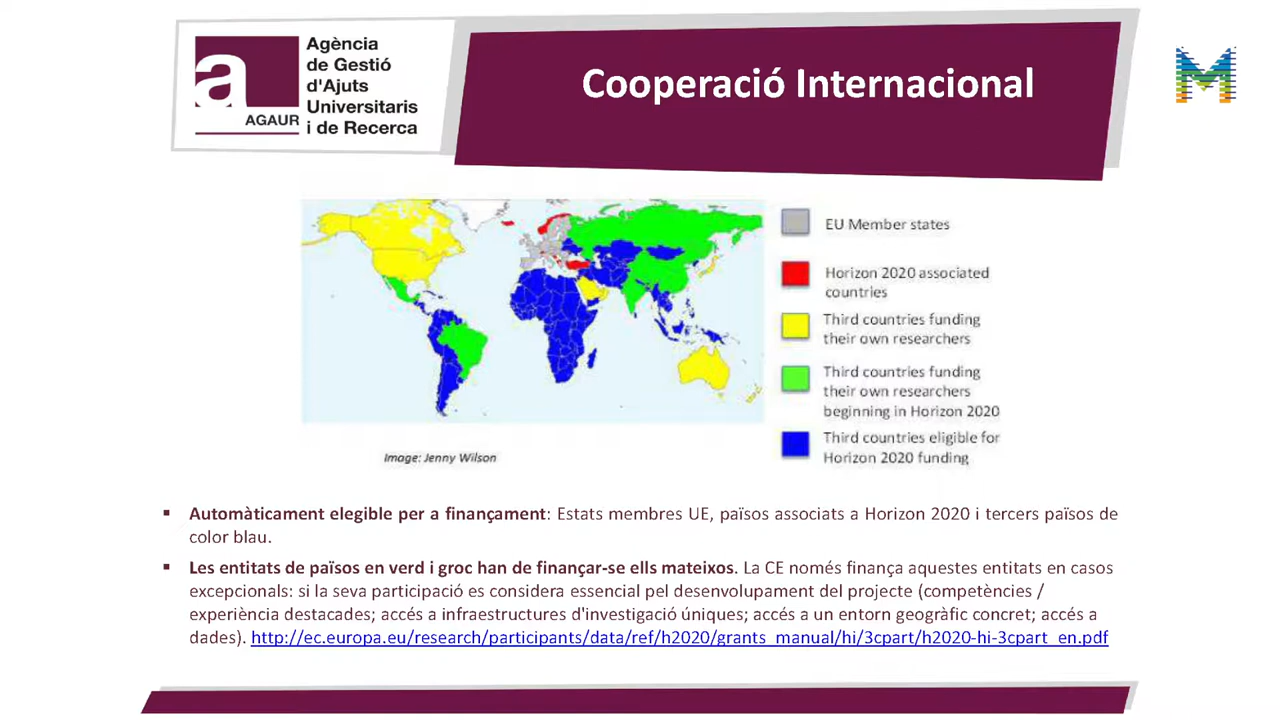 Agència
de Gestió
d'Ajuts
Universitaris
i de Recerca
a
AGAUR
Cooperació Internacional
M
EU Member states
Horizon 2020 associated
countries
Third countries funding
their own researchers
Third countries funding
their own researchers
beginning in Horizon 2020
Third countries eligible for
Horizon 2020 funding
Image: Jenny Wilson
▪ Automàticament elegible per a finançament: Estats membres UE, països associats a Horizon 2020 i tercers països de
color blau.
▪ Les entitats de països en verd i groc han de finançar-se ells mateixos. La CE només finança aquestes entitats en casos
excepcionals: si la seva participació es considera essencial pel desenvolupament del projecte (competències /
experiència destacades; accés a infraestructures d'investigació úniques; accés a un entorn geogràfic concret; accés a
dades). http://ec.europa.eu/research/participants/data/ref/h2020/grants_manual/hi/3cpart/h2020-hi-3cpart_en.pdf